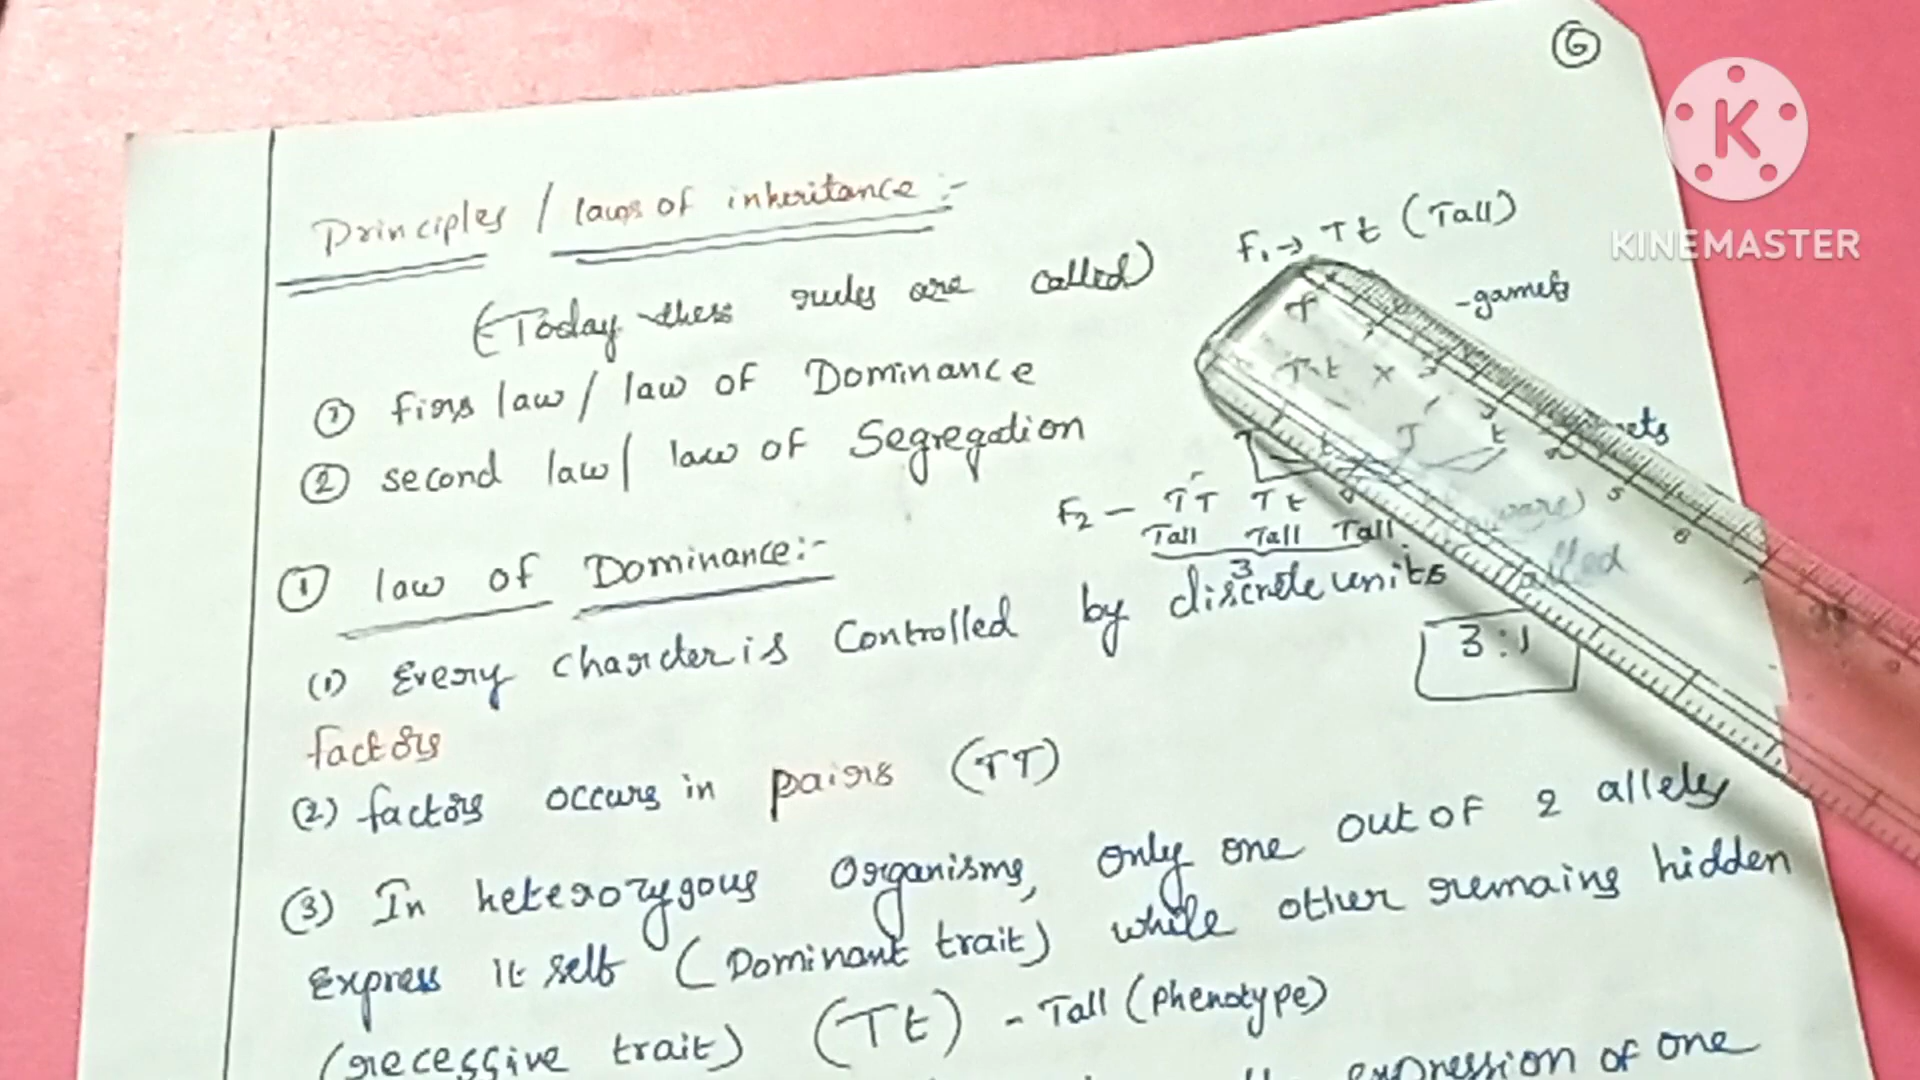 6
K
KINEMASTER
Principles / laws of inheritance :-
F1 → Tt (Tall)
(Today these rules are called)
- gamets
T
Tt x
① firs law / law of Dominance
② second law / law of Segregation
T t T t
F2 - TT Tt
Tall Tall Tall
3
3:1
① law of Dominance:-
(1) Every charcter is Controlled by discrete units called
factors
(2) factors occurs in pairs (TT)
(3) In heterozygous Organisms, only one out of 2 alleles
Express it self (Dominant trait) while other remains hidden
(recessive trait) (Tt) - Tall (phenotype)
expression of one